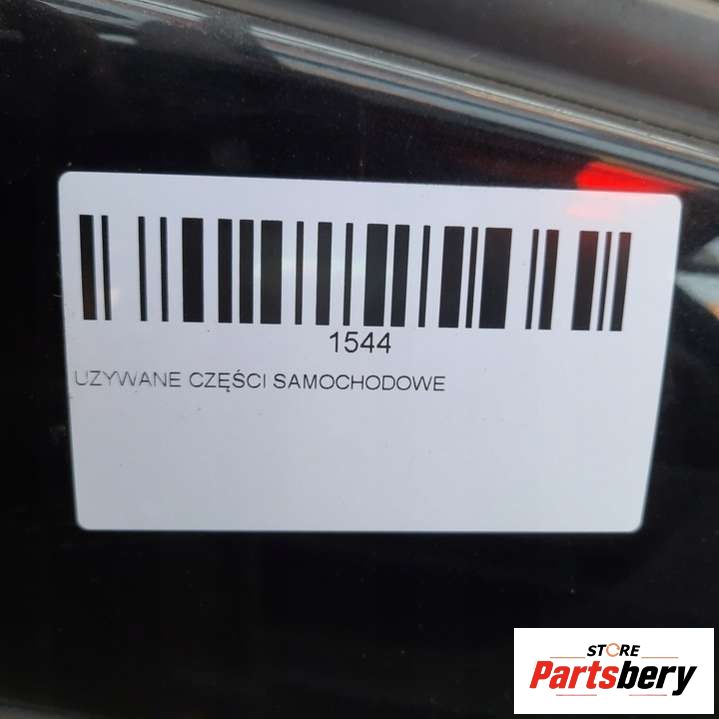 1544
UZYWANE CZĘŚCI SAMOCHODOWE
STORE
Partsbery